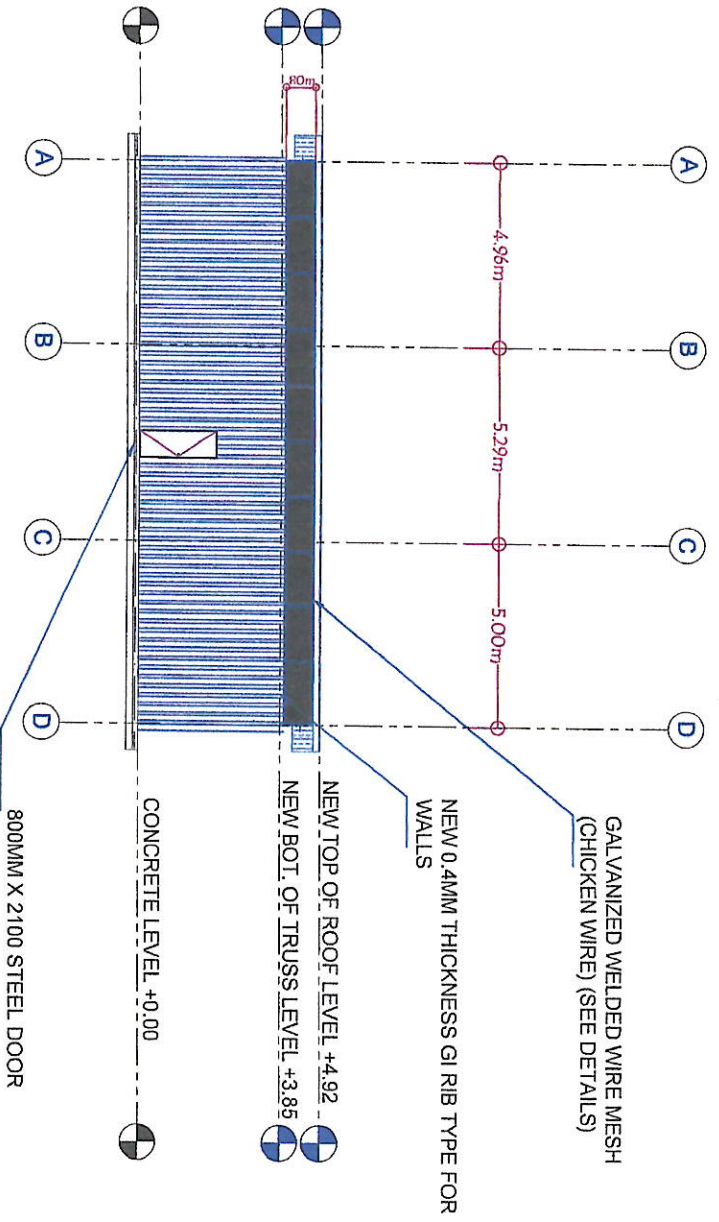 A
B
C
D
4.96m
5.29m
5.00m
GALVANIZED WELDED WIRE MESH
(CHICKEN WIRE) (SEE DETAILS)
NEW 0.4MM THICKNESS GI RIB TYPE FOR
WALLS
NEW TOP OF ROOF LEVEL +4.92
NEW BOT. OF TRUSS LEVEL +3.85
CONCRETE LEVEL +0.00
800MM X 2100 STEEL DOOR
A
B
C
D